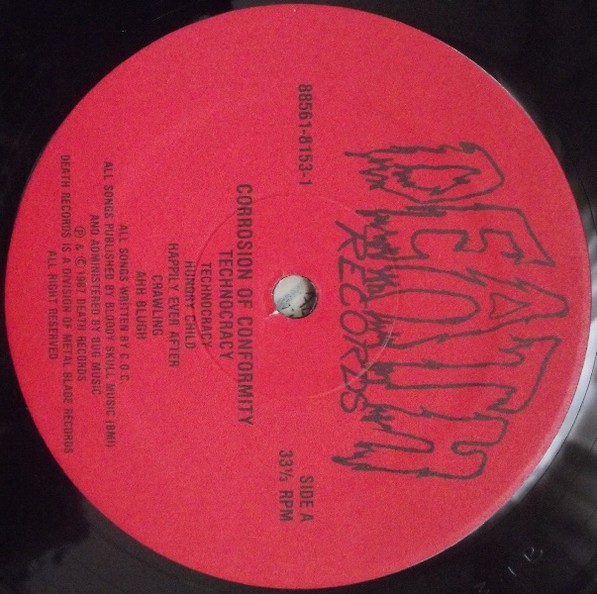 DEATH
RECORDS
88561-8153-1
SIDE A
33⅓ RPM
CORROSION OF CONFORMITY
TECHNOCRACY
TECHNOCRACY
HUNGRY CHILD
HAPPILY EVER AFTER
CRAWLING
AHH BLUGH
ALL SONGS WRITTEN BY C.O.C.
ALL SONGS PUBLISHED BY BLOODY SKULL MUSIC (BMI)
AND ADMINISTERED BY BUG MUSIC
℗ & © 1987 DEATH RECORDS
DEATH RECORDS IS A DIVISION OF METAL BLADE RECORDS
ALL RIGHT RESERVED